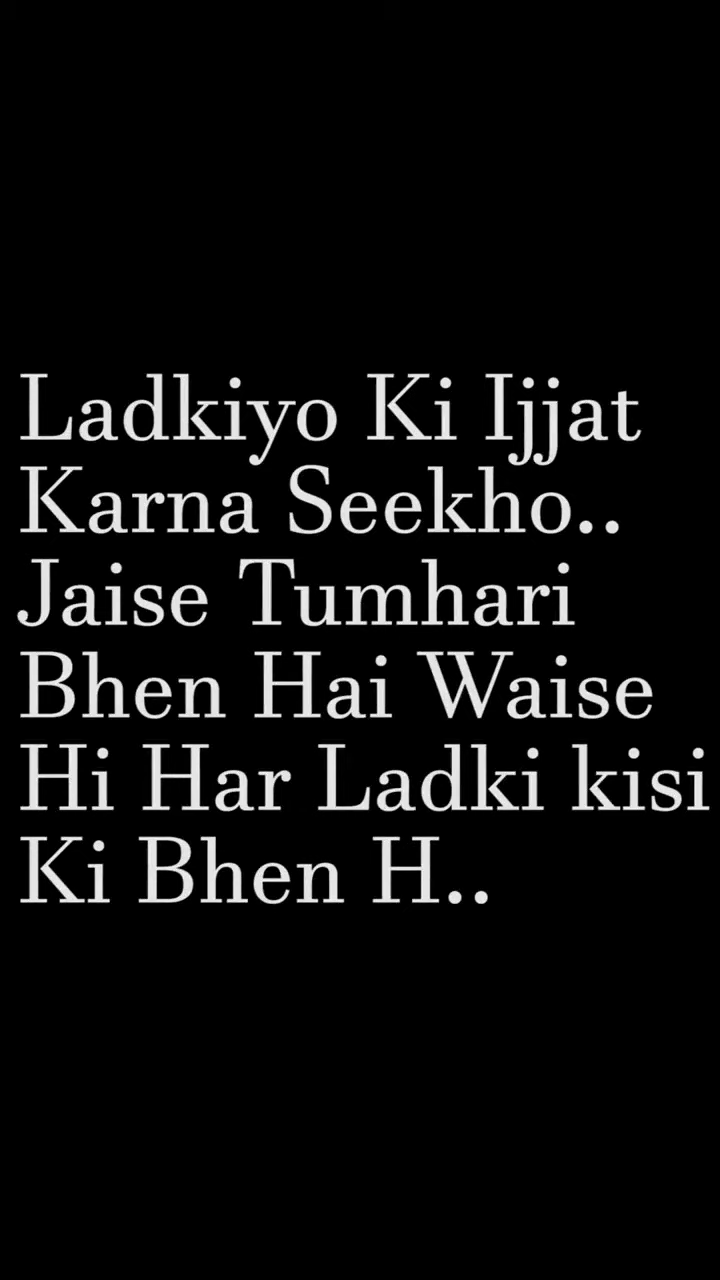 Ladkiyo Ki Ijjat
Karna Seekho..
Jaise Tumhari
Bhen Hai Waise
Hi Har Ladki kisi
Ki Bhen H..